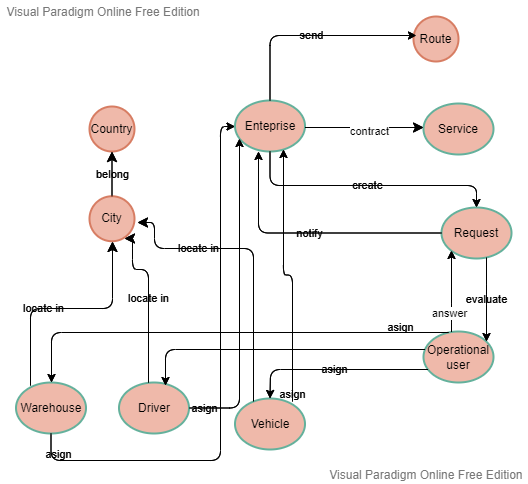 Visual Paradigm Online Free Edition
send
Route
Country
Enteprise
contract
Service
belong
create
City
notify
Request
locate in
locate in
locate in
evaluate
answer
asign
Operational
user
asign
asign
Warehouse
Driver
asign
Vehicle
asign
Visual Paradigm Online Free Edition